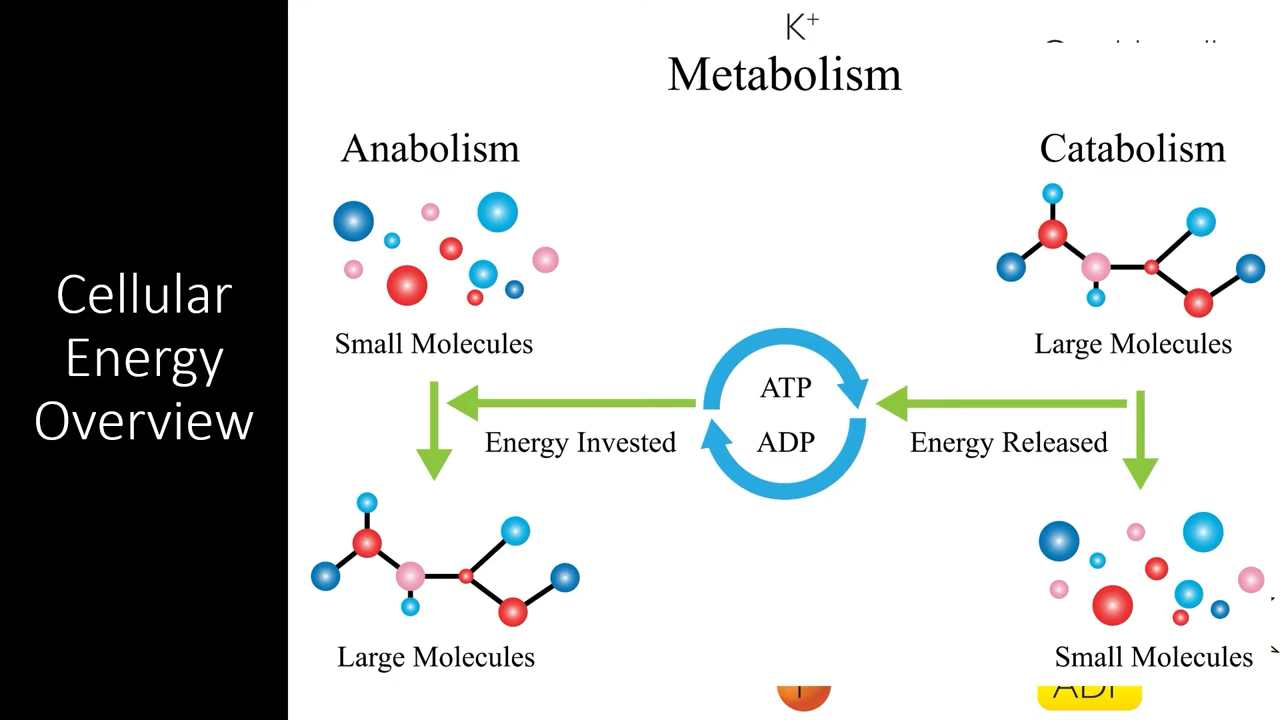 Cellular
Energy
Overview
K⁺
Metabolism
Anabolism
Catabolism
Small Molecules
Large Molecules
ATP
ADP
Energy Invested
Energy Released
Large Molecules
Small Molecules
ADP